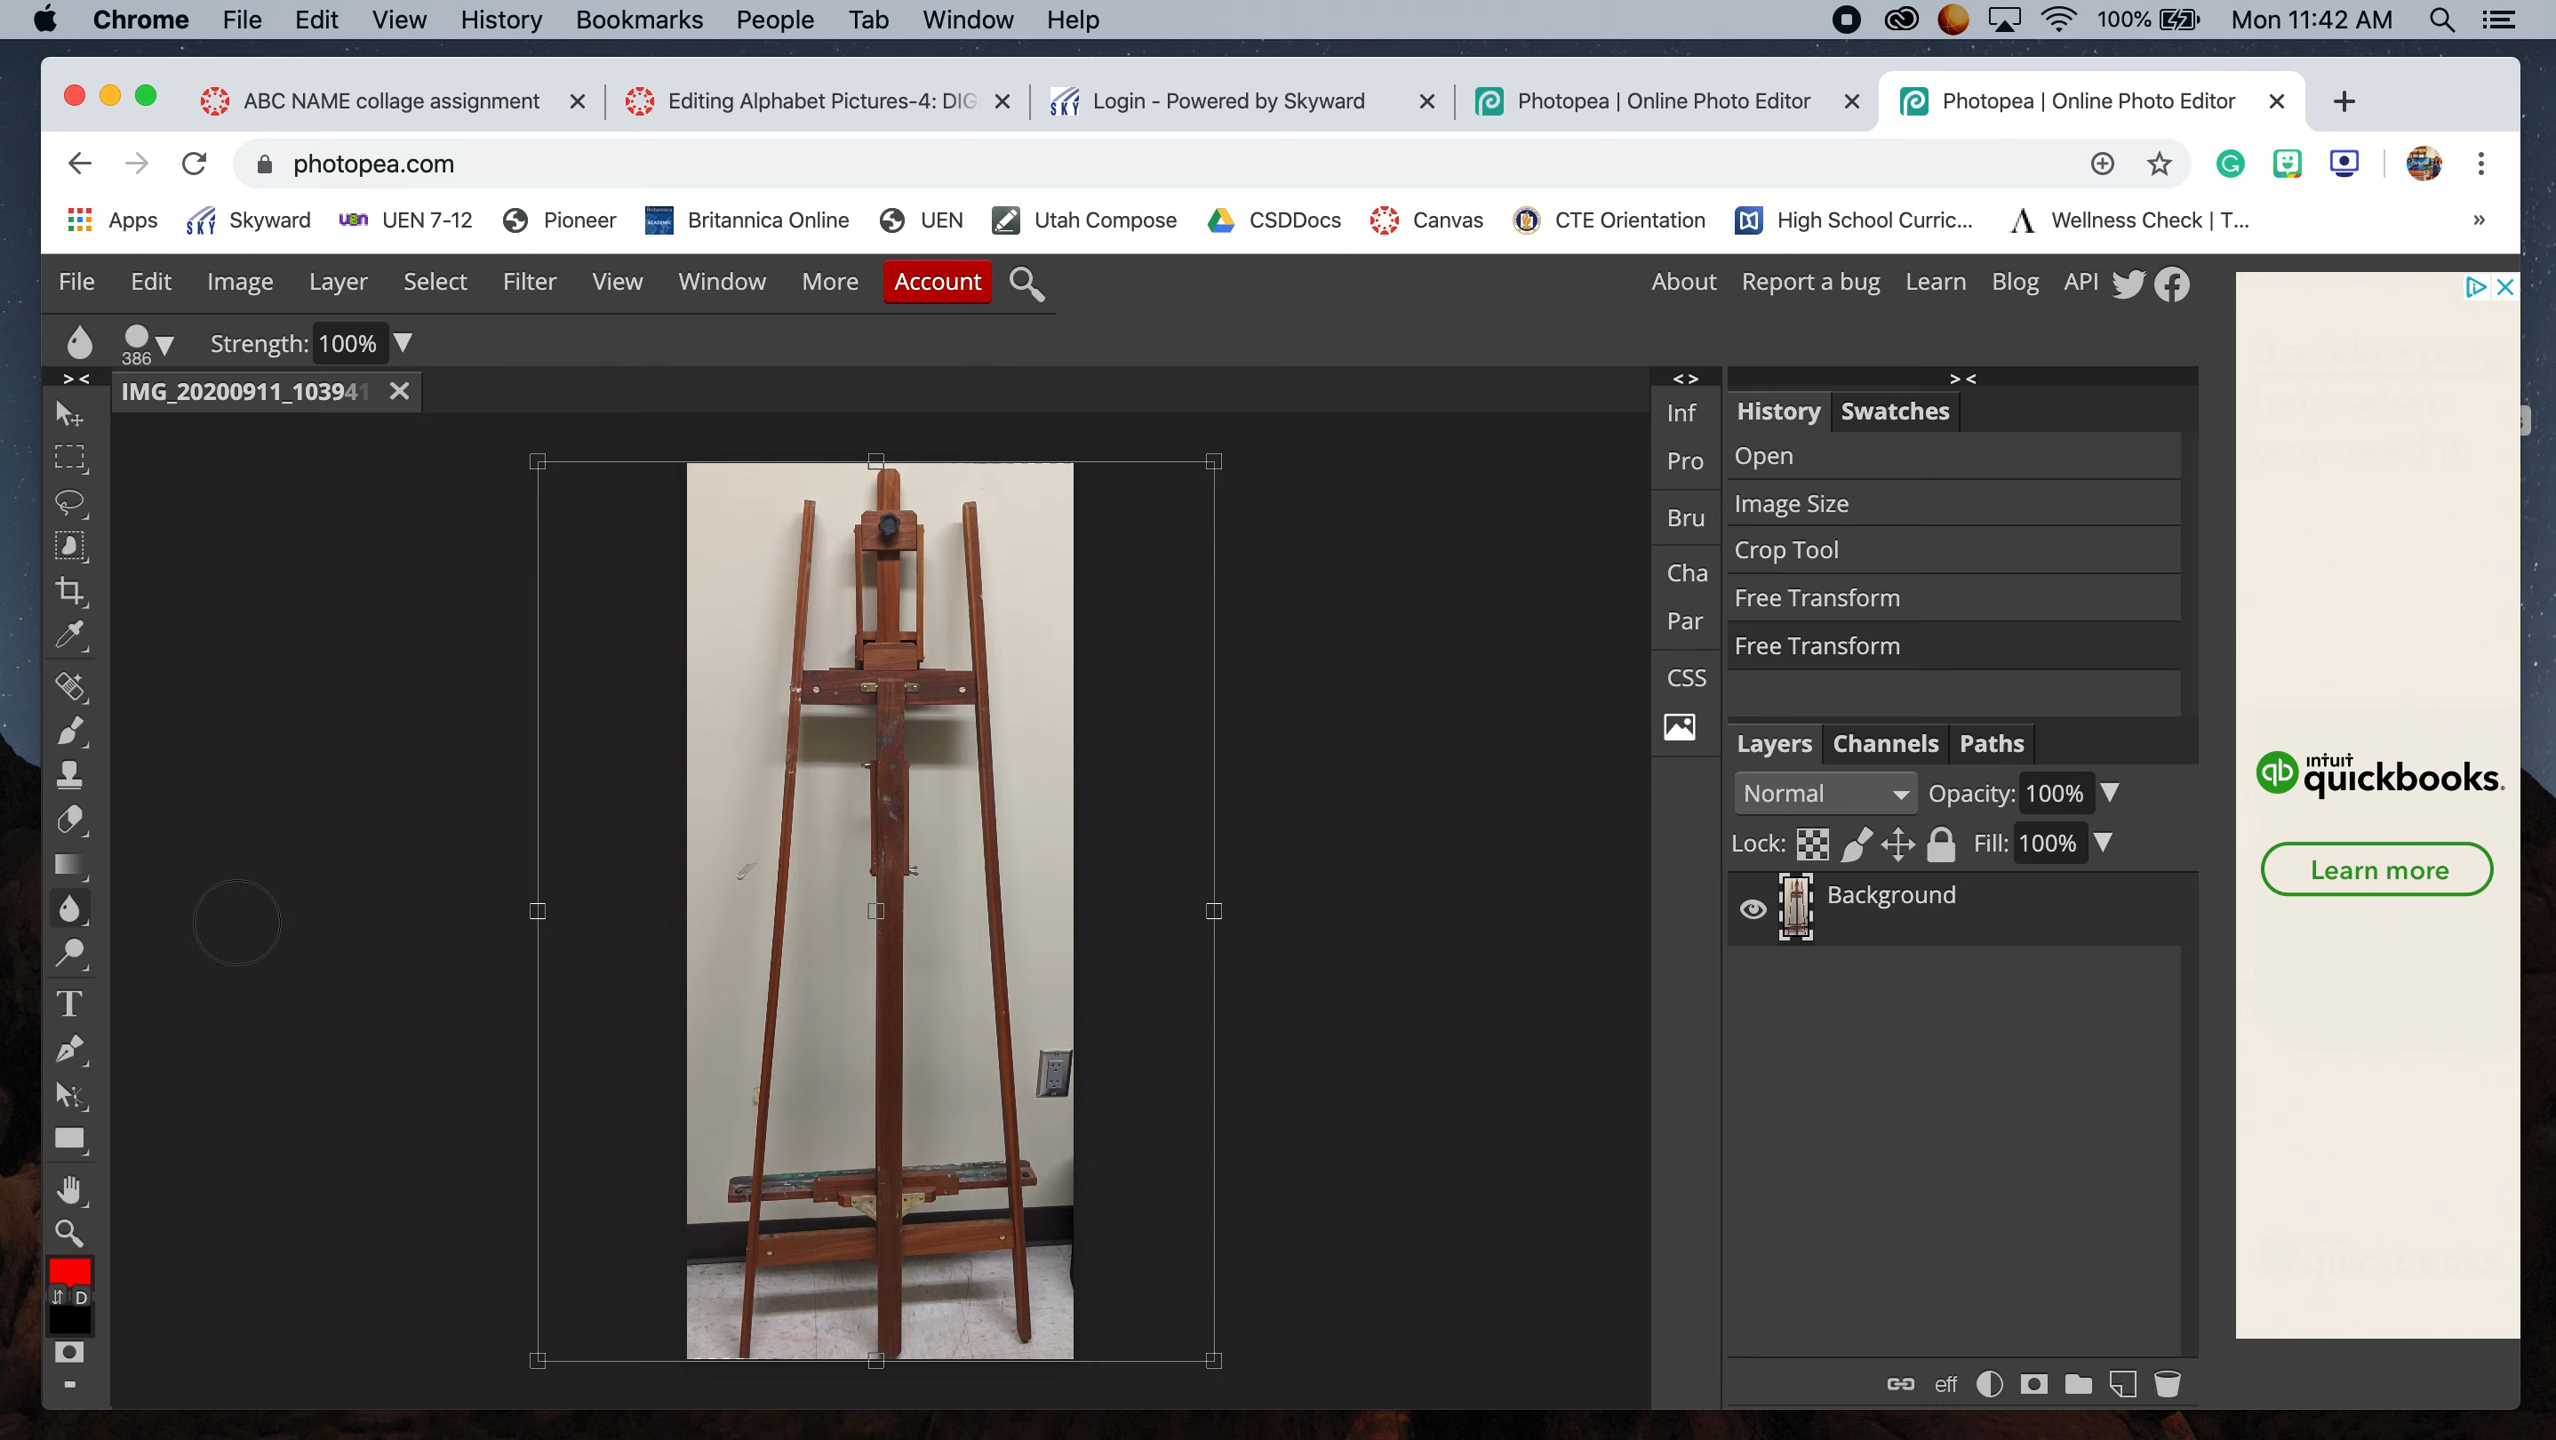 Chrome File Edit View History Bookmarks People Tab Window Help 100% Mon 11:42 AM
ABC NAME collage assignment Editing Alphabet Pictures-4: DIG Login - Powered by Skyward Photopea | Online Photo Editor Photopea | Online Photo Editor
photopea.com
Apps Skyward UEN 7-12 Pioneer Britannica Online UEN Utah Compose CSDDocs Canvas CTE Orientation High School Curric... Wellness Check | T... »
File Edit Image Layer Select Filter View Window More Account About Report a bug Learn Blog API
386 Strength: 100%
> < < > > <
IMG_20200911_103941
Inf
Pro
Bru
Cha
Par
CSS
History Swatches
Open
Image Size
Crop Tool
Free Transform
Free Transform
Layers Channels Paths
Normal Opacity: 100%
Lock: Fill: 100%
Background
T
D
eff
qb intuit
quickbooks.
Learn more